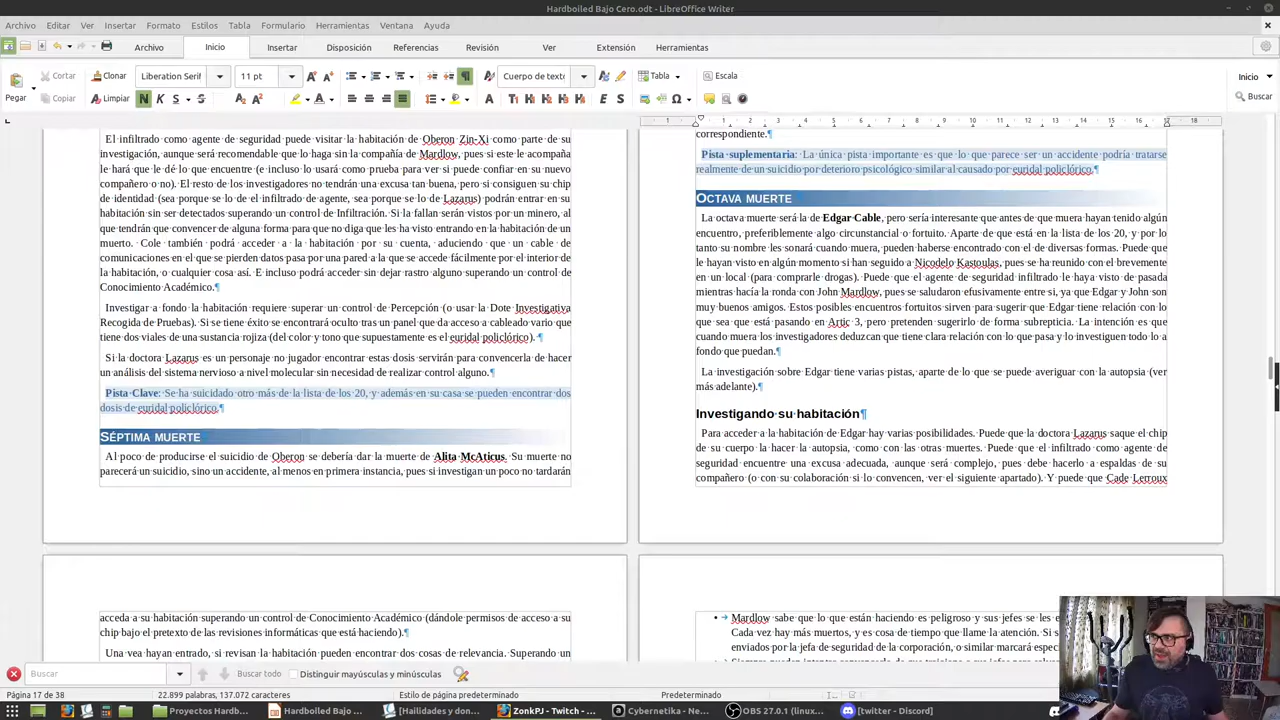 Hardboiled Bajo Cero.odt - LibreOffice Writer
Archivo Editar Ver Insertar Formato Estilos Tabla Formulario Herramientas Ventana Ayuda
Archivo Inicio Insertar Disposición Referencias Revisión Ver Extensión Herramientas
Pegar Cortar Clonar Liberation Serif 11 pt Cuerpo de texto Tabla Escala Inicio
Copiar Limpiar Buscar
El infiltrado como agente de seguridad puede visitar la habitación de Oberon Zin-Xi como parte de su
investigación, aunque será recomendable que lo haga sin la compañía de Mardlow, pues si este le acompaña
le hará que le dé lo que encuentre (e incluso lo usará como prueba para ver si puede confiar en su nuevo
compañero o no). El resto de los investigadores no tendrán una excusa tan buena, pero si consiguen su chip
de identidad (sea porque se lo de el infiltrado de agente, sea porque se lo de Lazarus) podrán entrar en su
habitación sin ser detectados superando un control de Infiltración. Si la fallan serán vistos por un minero, al
que tendrán que convencer de alguna forma para que no diga que les ha visto entrando en la habitación de un
muerto. Cole también podrá acceder a la habitación por su cuenta, aduciendo que un cable de
comunicaciones en el que se pierden datos pasa por una pared a la que se accede fácilmente por el interior de
la habitación, o cualquier cosa así. E incluso podrá acceder sin dejar rastro alguno superando un control de
Conocimiento Académico.¶
Investigar a fondo la habitación requiere superar un control de Percepción (o usar la Dote Investigativa
Recogida de Pruebas). Si se tiene éxito se encontrará oculto tras un panel que da acceso a cableado vario que
tiene dos viales de una sustancia rojiza (del color y tono que supuestamente es el euridal policlórico). ¶
Si la doctora Lazarus es un personaje no jugador encontrar estas dosis servirán para convencerla de hacer
un análisis del sistema nervioso a nivel molecular sin necesidad de realizar control alguno.¶
Pista Clave: Se ha suicidado otro más de la lista de los 20, y además en su casa se pueden encontrar dos
dosis de euridal policlórico.¶
SÉPTIMA MUERTE
Al poco de producirse el suicidio de Oberon se debería dar la muerte de Alita McAticus. Su muerte no
parecerá un suicidio, sino un accidente, al menos en primera instancia, pues si investigan un poco no tardarán
1 1 2 3 4 5 6 7 8 9 10 11 12 13 14 15 16 17 18
correspondiente.¶
Pista suplementaria: La única pista importante es que lo que parece ser un accidente podría tratarse
realmente de un suicidio por deterioro psicológico similar al causado por euridal policlórico.¶
OCTAVA MUERTE
La octava muerte será la de Edgar Cable, pero sería interesante que antes de que muera hayan tenido algún
encuentro, preferiblemente algo circunstancial o fortuito. Aparte de que está en la lista de los 20, y por lo
tanto su nombre les sonará cuando muera, pueden haberse encontrado con el de diversas formas. Puede que
le hayan visto en algún momento si han seguido a Nicodelo Kastoulas, pues se ha reunido con el brevemente
en un local (para comprarle drogas). Puede que el agente de seguridad infiltrado le haya visto de pasada
mientras hacía la ronda con John Mardlow, pues se saludaron efusivamente entre si, ya que Edgar y John son
muy buenos amigos. Estos posibles encuentros fortuitos sirven para sugerir que Edgar tiene relación con lo
que sea que está pasando en Artic 3, pero pretenden sugerirlo de forma subrepticia. La intención es que
cuando muera los investigadores deduzcan que tiene clara relación con lo que pasa y lo investiguen todo lo a
fondo que puedan.¶
La investigación sobre Edgar tiene varias pistas, aparte de lo que se puede averiguar con la autopsia (ver
más adelante).¶
Investigando su habitación¶
Para acceder a la habitación de Edgar hay varias posibilidades. Puede que la doctora Lazarus saque el chip
de su cuerpo la hacer la autopsia, como con las otras muertes. Puede que el infiltrado como agente de
seguridad encuentre una excusa adecuada, aunque será complejo, pues debe hacerlo a espaldas de su
compañero (o con su colaboración si lo convencen, ver el siguiente apartado). Y puede que Cade Lerroux
acceda a su habitación superando un control de Conocimiento Académico (dándole permisos de acceso a su
chip bajo el pretexto de las revisiones informáticas que está haciendo).¶
Una vez hayan entrado, si revisan la habitación pueden encontrar dos cosas de relevancia. Superando un
• Mardlow sabe que lo que están haciendo es peligroso y sus jefes se les
Cada vez hay más muertos, y es cosa de tiempo que llame la atención. Si s
enviados por la jefa de seguridad de la corporación, o similar marcará espec
Buscar Buscar todo Distinguir mayúsculas y minúsculas
Página 17 de 38 22.899 palabras, 137.072 caracteres Estilo de página predeterminado Predeterminado
Proyectos Hardb... Hardboiled Bajo ... [Hailidades y don... ZonkPJ - Twitch - ... Cybernetika - Ne... OBS 27.0.1 (linux... [twitter - Discord]